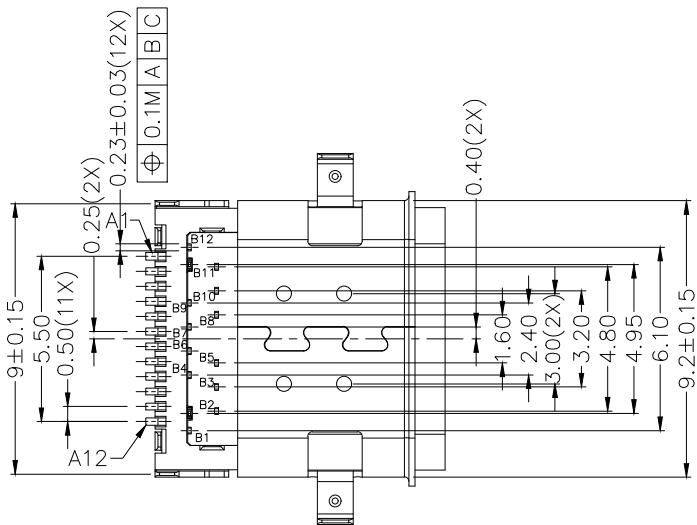 9±0.15
5.50
0.50(11X)
0.25(2X)
0.23±0.03(12X)
0.1M A B C
A1
A12
B12
B11
B10
B9
B8
B7
B6
B5
B4
B3
B2
B1
0.40(2X)
1.60
2.40
3.00(2X)
3.20
4.80
4.95
6.10
9.2±0.15